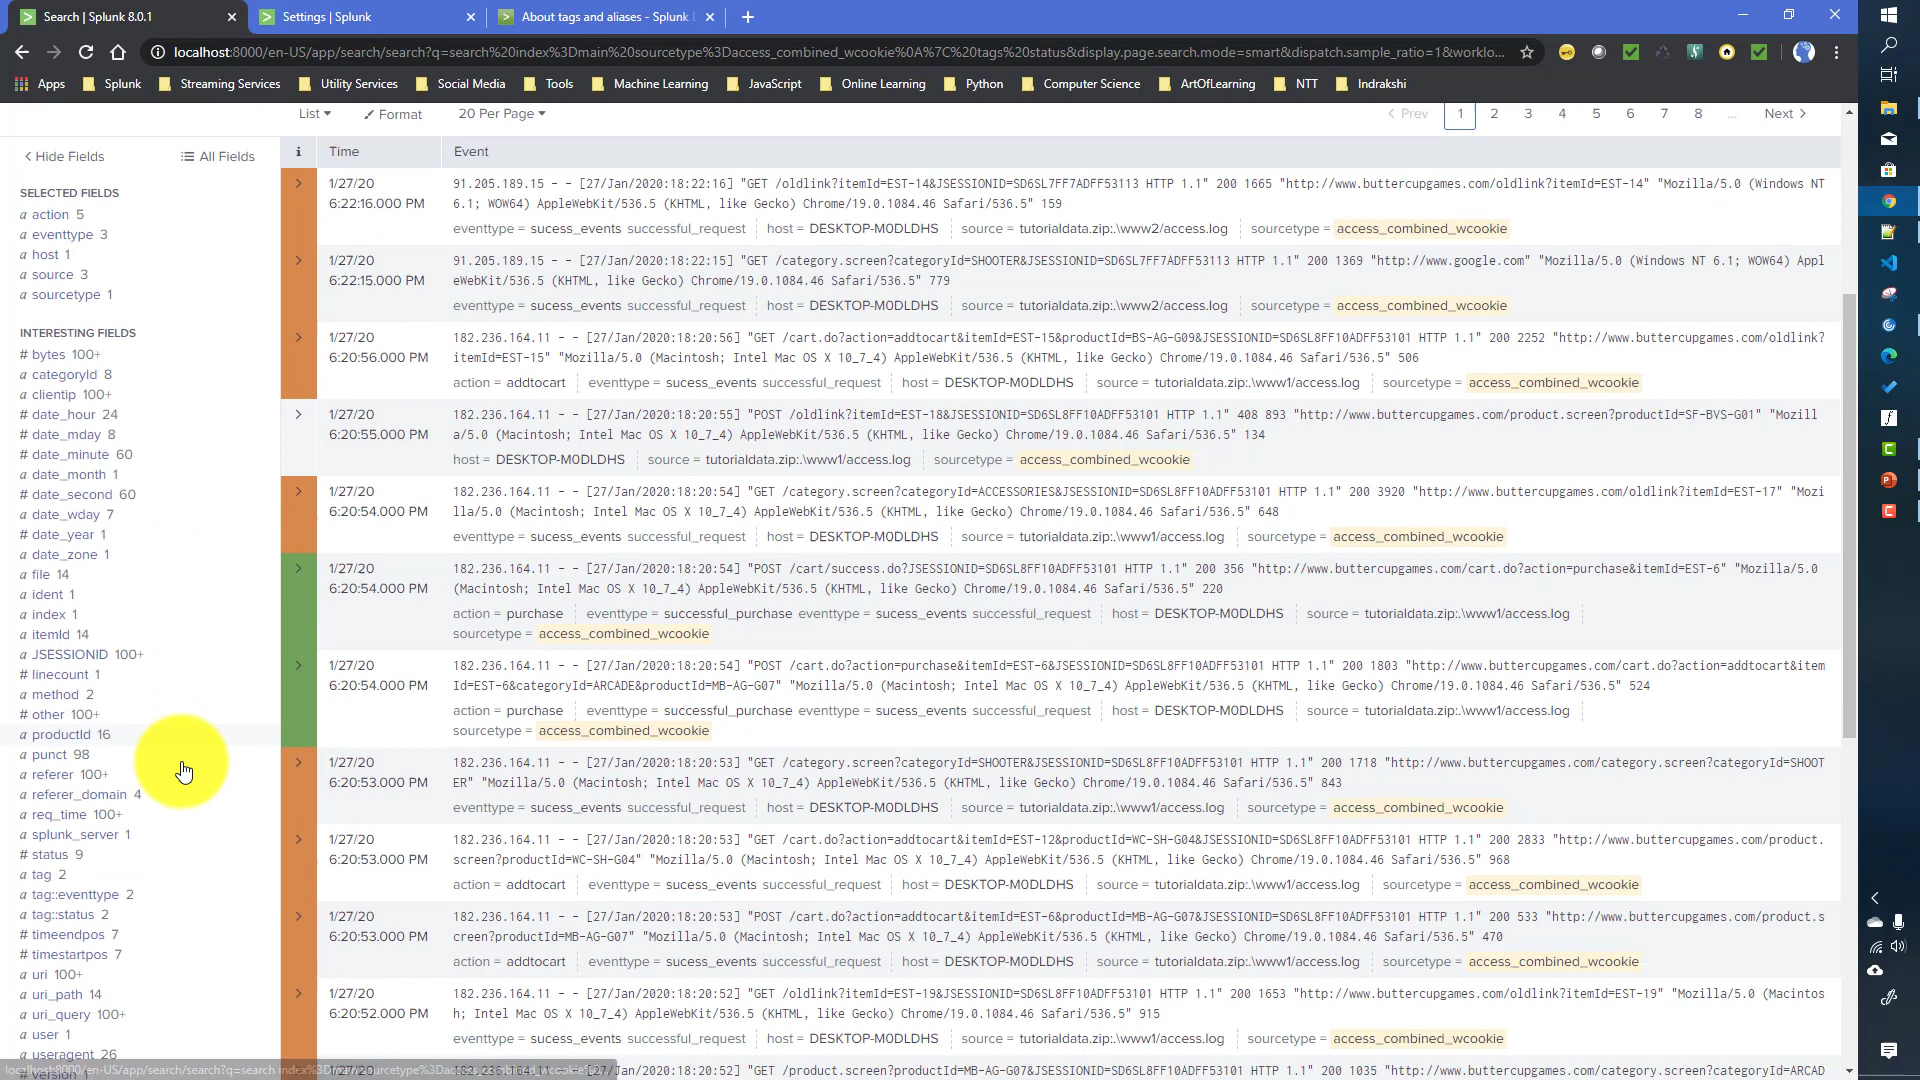 Search | Splunk 8.0.1
Settings | Splunk
About tags and aliases - Splunk
localhost:8000/en-US/app/search/search?q=search%20index%3Dmain%20sourcetype%3Daccess_combined_wcookie%0A%7C%20tags%20status&display.page.search.mode=smart&dispatch.sample_ratio=1&worklo...
Apps Splunk Streaming Services Utility Services Social Media Tools Machine Learning JavaScript Online Learning Python Computer Science ArtOfLearning NTT Indrakshi
List Format 20 Per Page < Prev 1 2 3 4 5 6 7 8 ... Next >
< Hide Fields All Fields
i Time Event
SELECTED FIELDS
a action 5
a eventtype 3
a host 1
a source 3
a sourcetype 1
INTERESTING FIELDS
# bytes 100+
a categoryId 8
a clientip 100+
# date_hour 24
# date_mday 8
# date_minute 60
a date_month 1
# date_second 60
a date_wday 7
# date_year 1
a date_zone 1
a file 14
a ident 1
a index 1
a itemId 14
a JSESSIONID 100+
# linecount 1
a method 2
# other 100+
a productId 16
a punct 98
a referer 100+
a referer_domain 4
a req_time 100+
a splunk_server 1
# status 9
a tag 2
a tag::eventtype 2
a tag::status 2
# timeendpos 7
# timestartpos 7
a uri 100+
a uri_path 14
a uri_query 100+
a user 1
a useragent 26
# version 1
1/27/20
6:22:16.000 PM
91.205.189.15 - - [27/Jan/2020:18:22:16] "GET /oldlink?itemId=EST-14&JSESSIONID=SD6SL7FF7ADFF53113 HTTP 1.1" 200 1665 "http://www.buttercupgames.com/oldlink?itemId=EST-14" "Mozilla/5.0 (Windows NT
6.1; WOW64) AppleWebKit/536.5 (KHTML, like Gecko) Chrome/19.0.1084.46 Safari/536.5" 159
eventtype = sucess_events successful_request host = DESKTOP-M0DLDHS source = tutorialdata.zip:.\www2/access.log sourcetype = access_combined_wcookie
1/27/20
6:22:15.000 PM
91.205.189.15 - - [27/Jan/2020:18:22:15] "GET /category.screen?categoryId=SHOOTER&JSESSIONID=SD6SL7FF7ADFF53113 HTTP 1.1" 200 1369 "http://www.google.com" "Mozilla/5.0 (Windows NT 6.1; WOW64) Appl
eWebKit/536.5 (KHTML, like Gecko) Chrome/19.0.1084.46 Safari/536.5" 779
eventtype = sucess_events successful_request host = DESKTOP-M0DLDHS source = tutorialdata.zip:.\www2/access.log sourcetype = access_combined_wcookie
1/27/20
6:20:56.000 PM
182.236.164.11 - - [27/Jan/2020:18:20:56] "GET /cart.do?action=addtocart&itemId=EST-15&productId=BS-AG-G09&JSESSIONID=SD6SL8FF10ADFF53101 HTTP 1.1" 200 2252 "http://www.buttercupgames.com/oldlink?
itemId=EST-15" "Mozilla/5.0 (Macintosh; Intel Mac OS X 10_7_4) AppleWebKit/536.5 (KHTML, like Gecko) Chrome/19.0.1084.46 Safari/536.5" 506
action = addtocart eventtype = sucess_events successful_request host = DESKTOP-M0DLDHS source = tutorialdata.zip:.\www1/access.log sourcetype = access_combined_wcookie
1/27/20
6:20:55.000 PM
182.236.164.11 - - [27/Jan/2020:18:20:55] "POST /oldlink?itemId=EST-18&JSESSIONID=SD6SL8FF10ADFF53101 HTTP 1.1" 408 893 "http://www.buttercupgames.com/product.screen?productId=SF-BVS-G01" "Mozill
a/5.0 (Macintosh; Intel Mac OS X 10_7_4) AppleWebKit/536.5 (KHTML, like Gecko) Chrome/19.0.1084.46 Safari/536.5" 134
host = DESKTOP-M0DLDHS source = tutorialdata.zip:.\www1/access.log sourcetype = access_combined_wcookie
1/27/20
6:20:54.000 PM
182.236.164.11 - - [27/Jan/2020:18:20:54] "GET /category.screen?categoryId=ACCESSORIES&JSESSIONID=SD6SL8FF10ADFF53101 HTTP 1.1" 200 3920 "http://www.buttercupgames.com/oldlink?itemId=EST-17" "Mozi
lla/5.0 (Macintosh; Intel Mac OS X 10_7_4) AppleWebKit/536.5 (KHTML, like Gecko) Chrome/19.0.1084.46 Safari/536.5" 648
eventtype = sucess_events successful_request host = DESKTOP-M0DLDHS source = tutorialdata.zip:.\www1/access.log sourcetype = access_combined_wcookie
1/27/20
6:20:54.000 PM
182.236.164.11 - - [27/Jan/2020:18:20:54] "POST /cart/success.do?JSESSIONID=SD6SL8FF10ADFF53101 HTTP 1.1" 200 356 "http://www.buttercupgames.com/cart.do?action=purchase&itemId=EST-6" "Mozilla/5.0
(Macintosh; Intel Mac OS X 10_7_4) AppleWebKit/536.5 (KHTML, like Gecko) Chrome/19.0.1084.46 Safari/536.5" 220
action = purchase eventtype = successful_purchase eventtype = sucess_events successful_request host = DESKTOP-M0DLDHS source = tutorialdata.zip:.\www1/access.log
sourcetype = access_combined_wcookie
1/27/20
6:20:54.000 PM
182.236.164.11 - - [27/Jan/2020:18:20:54] "POST /cart.do?action=purchase&itemId=EST-6&JSESSIONID=SD6SL8FF10ADFF53101 HTTP 1.1" 200 1803 "http://www.buttercupgames.com/cart.do?action=addtocart&item
Id=EST-6&categoryId=ARCADE&productId=MB-AG-G07" "Mozilla/5.0 (Macintosh; Intel Mac OS X 10_7_4) AppleWebKit/536.5 (KHTML, like Gecko) Chrome/19.0.1084.46 Safari/536.5" 524
action = purchase eventtype = successful_purchase eventtype = sucess_events successful_request host = DESKTOP-M0DLDHS source = tutorialdata.zip:.\www1/access.log
sourcetype = access_combined_wcookie
1/27/20
6:20:53.000 PM
182.236.164.11 - - [27/Jan/2020:18:20:53] "GET /category.screen?categoryId=SHOOTER&JSESSIONID=SD6SL8FF10ADFF53101 HTTP 1.1" 200 1718 "http://www.buttercupgames.com/category.screen?categoryId=SHOOT
ER" "Mozilla/5.0 (Macintosh; Intel Mac OS X 10_7_4) AppleWebKit/536.5 (KHTML, like Gecko) Chrome/19.0.1084.46 Safari/536.5" 843
eventtype = sucess_events successful_request host = DESKTOP-M0DLDHS source = tutorialdata.zip:.\www1/access.log sourcetype = access_combined_wcookie
1/27/20
6:20:53.000 PM
182.236.164.11 - - [27/Jan/2020:18:20:53] "GET /cart.do?action=addtocart&itemId=EST-12&productId=WC-SH-G04&JSESSIONID=SD6SL8FF10ADFF53101 HTTP 1.1" 200 2833 "http://www.buttercupgames.com/product.
screen?productId=WC-SH-G04" "Mozilla/5.0 (Macintosh; Intel Mac OS X 10_7_4) AppleWebKit/536.5 (KHTML, like Gecko) Chrome/19.0.1084.46 Safari/536.5" 968
action = addtocart eventtype = sucess_events successful_request host = DESKTOP-M0DLDHS source = tutorialdata.zip:.\www1/access.log sourcetype = access_combined_wcookie
1/27/20
6:20:53.000 PM
182.236.164.11 - - [27/Jan/2020:18:20:53] "POST /cart.do?action=addtocart&itemId=EST-6&productId=MB-AG-G07&JSESSIONID=SD6SL8FF10ADFF53101 HTTP 1.1" 200 533 "http://www.buttercupgames.com/product.s
creen?productId=MB-AG-G07" "Mozilla/5.0 (Macintosh; Intel Mac OS X 10_7_4) AppleWebKit/536.5 (KHTML, like Gecko) Chrome/19.0.1084.46 Safari/536.5" 470
action = addtocart eventtype = sucess_events successful_request host = DESKTOP-M0DLDHS source = tutorialdata.zip:.\www1/access.log sourcetype = access_combined_wcookie
1/27/20
6:20:52.000 PM
182.236.164.11 - - [27/Jan/2020:18:20:52] "GET /oldlink?itemId=EST-19&JSESSIONID=SD6SL8FF10ADFF53101 HTTP 1.1" 200 1653 "http://www.buttercupgames.com/oldlink?itemId=EST-19" "Mozilla/5.0 (Macintos
h; Intel Mac OS X 10_7_4) AppleWebKit/536.5 (KHTML, like Gecko) Chrome/19.0.1084.46 Safari/536.5" 915
eventtype = sucess_events successful_request host = DESKTOP-M0DLDHS source = tutorialdata.zip:.\www1/access.log sourcetype = access_combined_wcookie
[27/Jan/2020:18:20:52] "GET /product.screen?productId=MB-AG-G07&JSESSIONID=SD6SL8FF10ADFF53101 HTTP 1.1" 200 1035 "http://www.buttercupgames.com/category.screen?categoryId=ARCAD